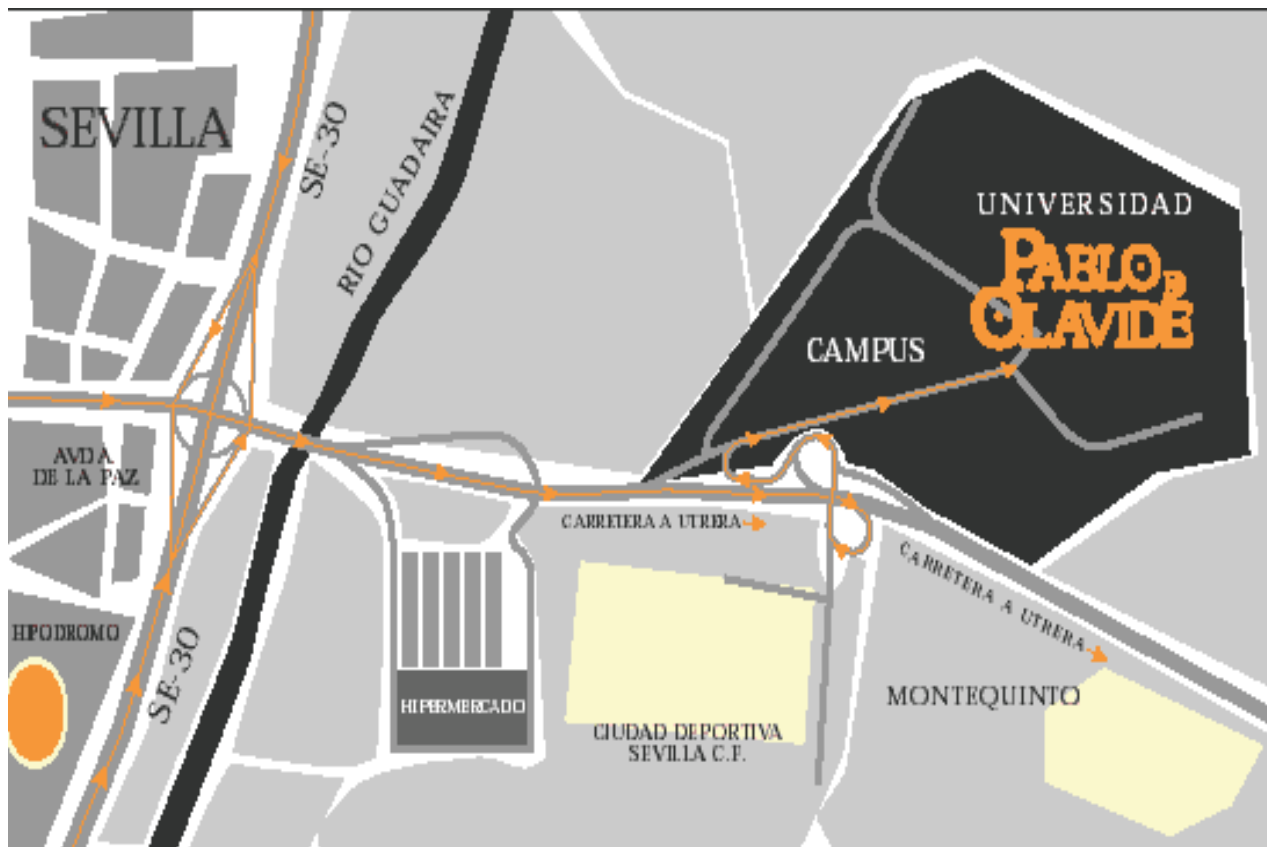 SEVILLA
SE-30
RIO GUADAIRA
UNIVERSIDAD
PABLO D
OLAVIDE
CAMPUS
AVDA.
DE LA PAZ
CARRETERA A UTRERA
CARRETERA A UTRERA
HIPODROMO
SE-30
HIPERMERCADO
MONTEQUINTO
CIUDAD DEPORTIVA
SEVILLA C.F.